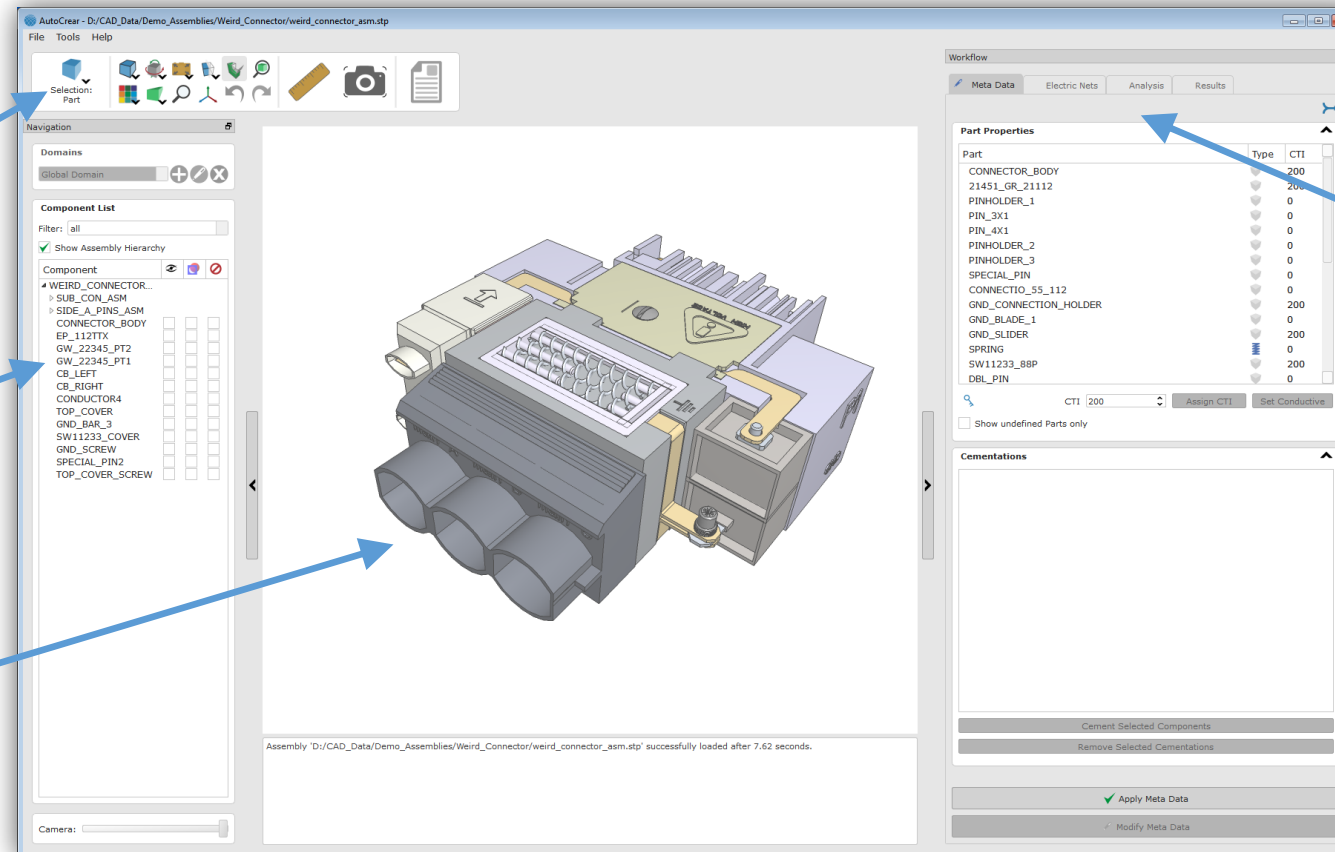 AutoCrear - D:/CAD_Data/Demo_Assemblies/Weird_Connector/weird_connector_asm.stp
File Tools Help
Selection:
Part
Navigation
Domains
Global Domain
Component List
Filter: all
Show Assembly Hierarchy
Component
WEIRD_CONNECTOR...
SUB_CON_ASM
SIDE_A_PINS_ASM
CONNECTOR_BODY
EP_112TTX
GW_22345_PT2
GW_22345_PT1
CB_LEFT
CB_RIGHT
CONDUCTOR4
TOP_COVER
GND_BAR_3
SW11233_COVER
GND_SCREW
SPECIAL_PIN2
TOP_COVER_SCREW
Camera:
HIGH VOLTAGE
Assembly 'D:/CAD_Data/Demo_Assemblies/Weird_Connector/weird_connector_asm.stp' successfully loaded after 7.62 seconds.
Workflow
Meta Data Electric Nets Analysis Results
Part Properties
Part Type CTI
CONNECTOR_BODY 200
21451_GR_21112 200
PINHOLDER_1 0
PIN_3X1 0
PIN_4X1 0
PINHOLDER_2 0
PINHOLDER_3 0
SPECIAL_PIN 0
CONNECTIO_55_112 0
GND_CONNECTION_HOLDER 200
GND_BLADE_1 0
GND_SLIDER 200
SPRING 0
SW11233_88P 200
DBL_PIN 0
CTI 200 Assign CTI Set Conductive
Show undefined Parts only
Cementations
Cement Selected Components
Remove Selected Cementations
Apply Meta Data
Modify Meta Data